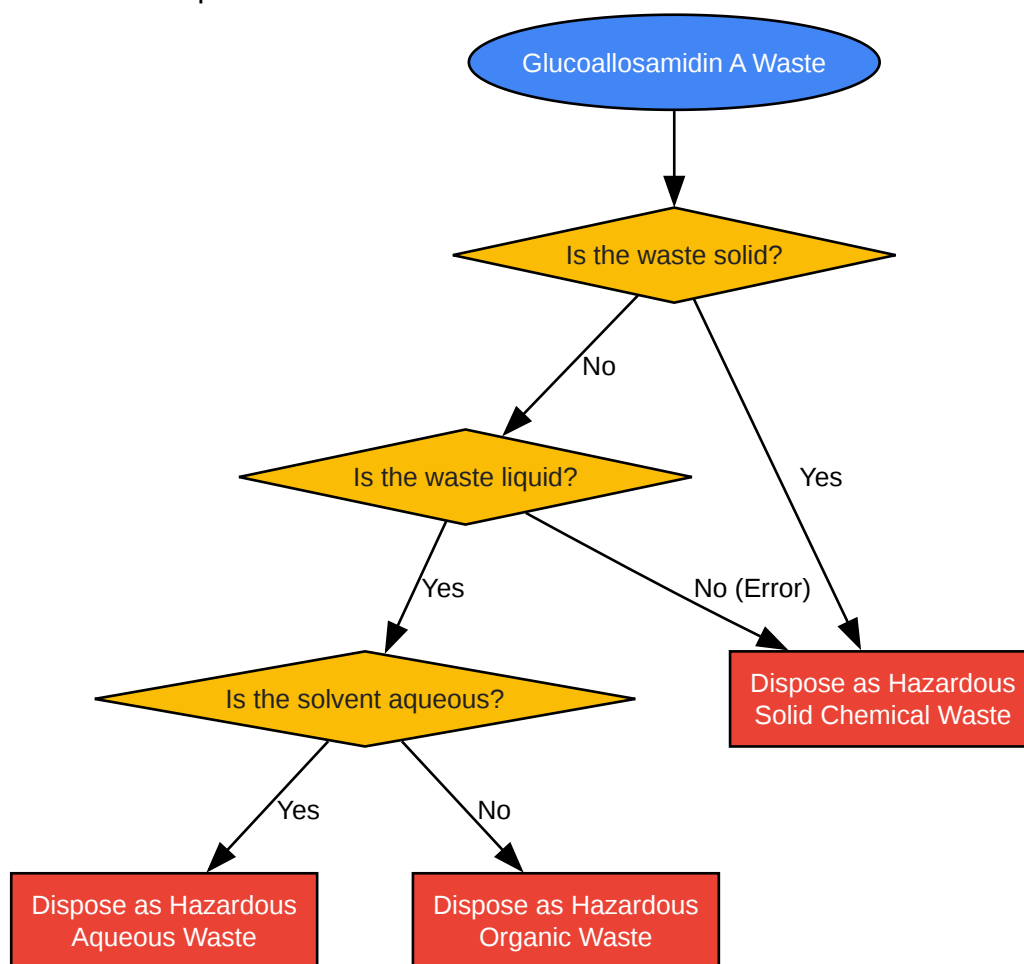 Glucoallosamidin A Waste
Is the waste solid?
No
Is the waste liquid?
Yes
Yes
No (Error)
Is the solvent aqueous?
Dispose as Hazardous
Solid Chemical Waste
Yes
No
Dispose as Hazardous
Aqueous Waste
Dispose as Hazardous
Organic Waste